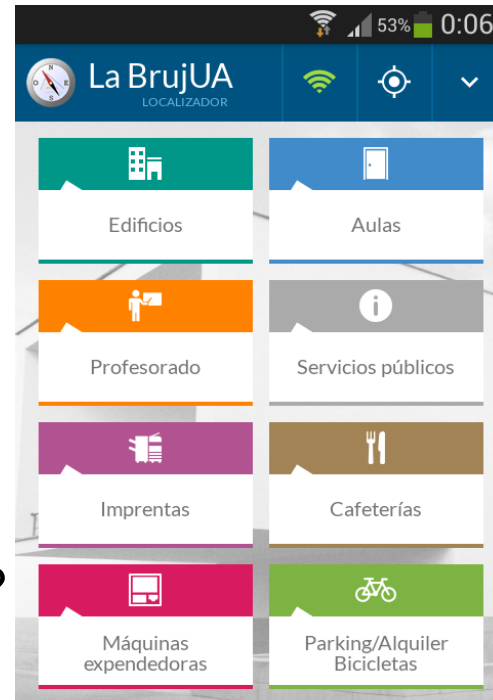 53% 0:06
La BrujUA
LOCALIZADOR
Edificios
Aulas
Profesorado
Servicios públicos
Imprentas
Cafeterías
Máquinas
expendedoras
Parking/Alquiler
Bicicletas